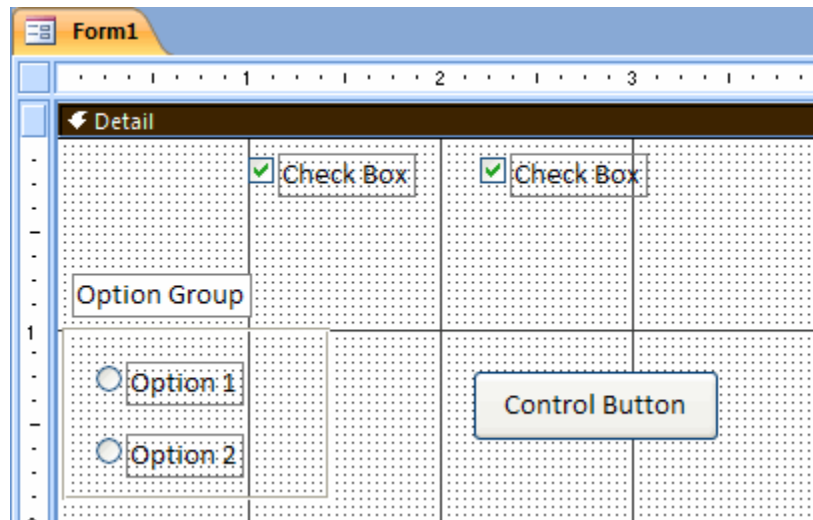 Form1
1 2 3
Detail
Check Box Check Box
Option Group
1
Option 1
Control Button
Option 2